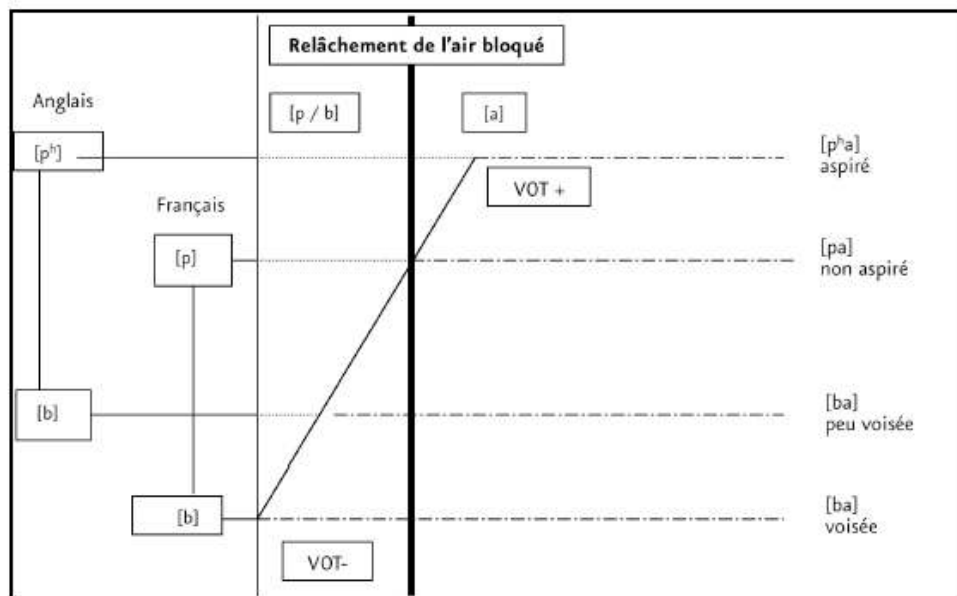 Relâchement de l'air bloqué
Anglais
[p / b]
[a]
[pʰ]
[pʰa]
aspiré
VOT +
Français
[p]
[pa]
non aspiré
[b]
[ba]
peu voisée
[b]
[ba]
voisée
VOT-